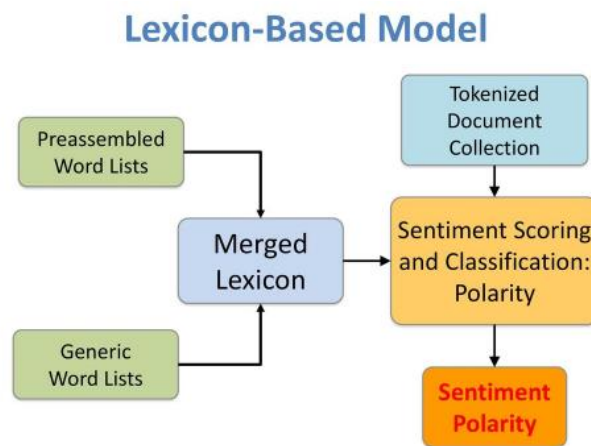 Lexicon-Based Model
Preassembled
Word Lists
Tokenized
Document
Collection
Merged
Lexicon
Sentiment Scoring
and Classification:
Polarity
Generic
Word Lists
Sentiment
Polarity